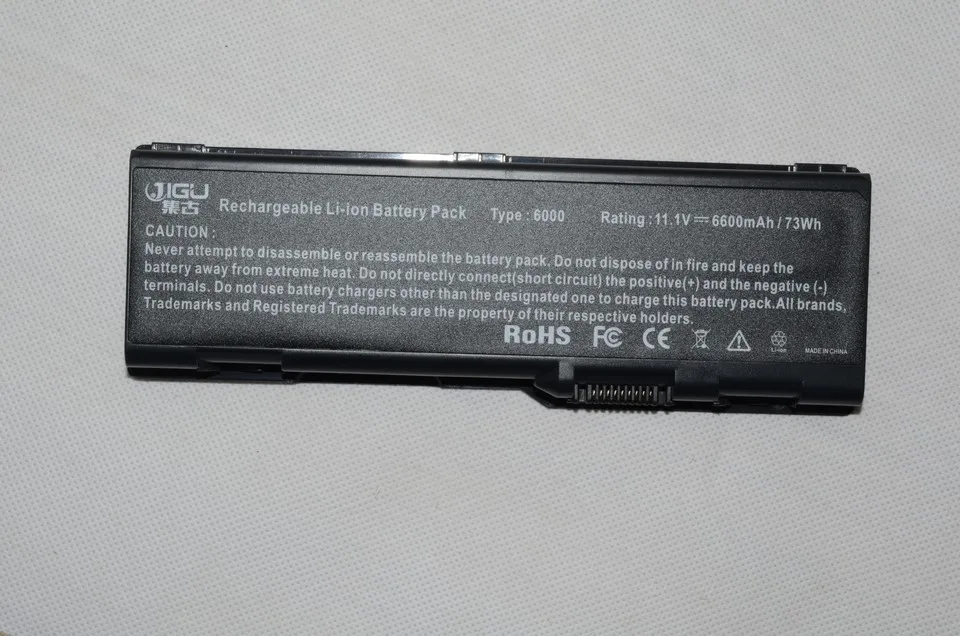 JIGU
集古
Rechargeable Li-ion Battery Pack Type : 6000 Rating : 11.1V ⎓ 6600mAh / 73Wh
CAUTION :
Never attempt to disassemble or reassemble the battery pack. Do not dispose of in fire and keep the
battery away from extreme heat. Do not directly connect(short circuit) the positive(+) and the negative (-)
terminals. Do not use battery chargers other than the designated one to charge this battery pack.All brands,
Trademarks and Registered Trademarks are the property of their respective holders.
RoHS FC CE Li-ion MADE IN CHINA